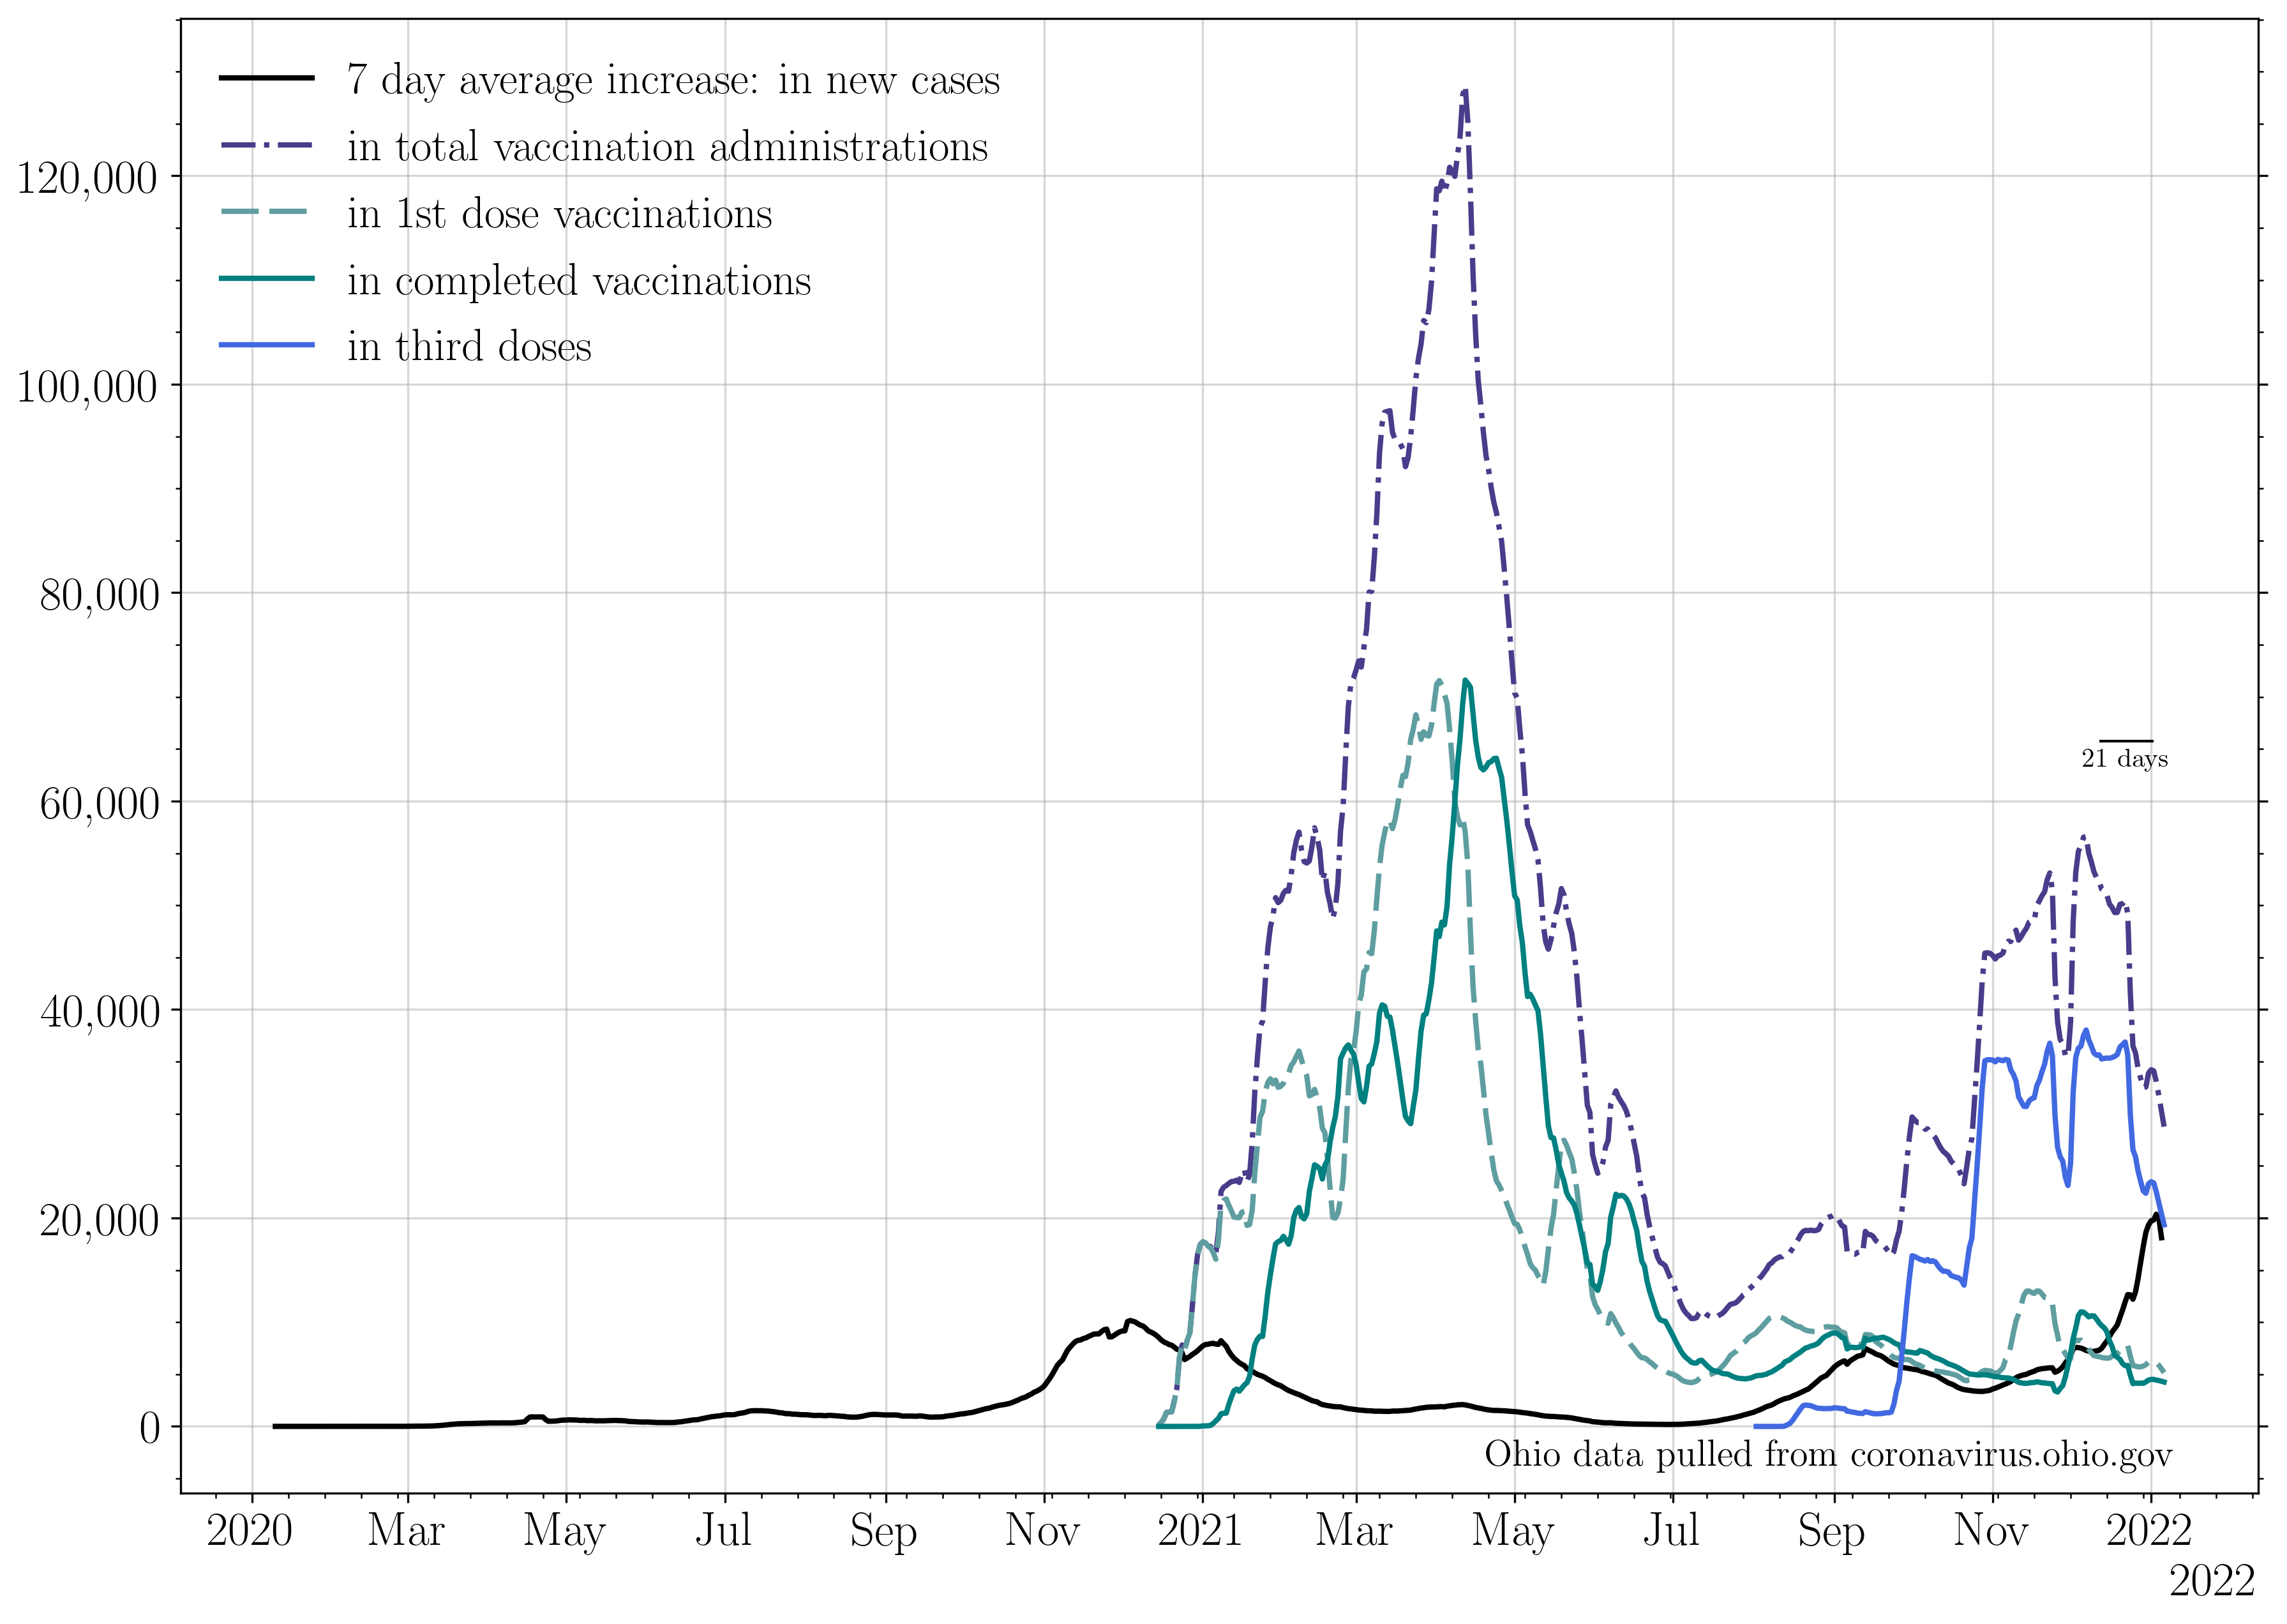 7 day average increase: in new cases
in total vaccination administrations
in 1st dose vaccinations
in completed vaccinations
in third doses
120,000
100,000
80,000
60,000
40,000
20,000
0
21 days
Ohio data pulled from coronavirus.ohio.gov
2020 Mar May Jul Sep Nov 2021 Mar May Jul Sep Nov 2022
2022